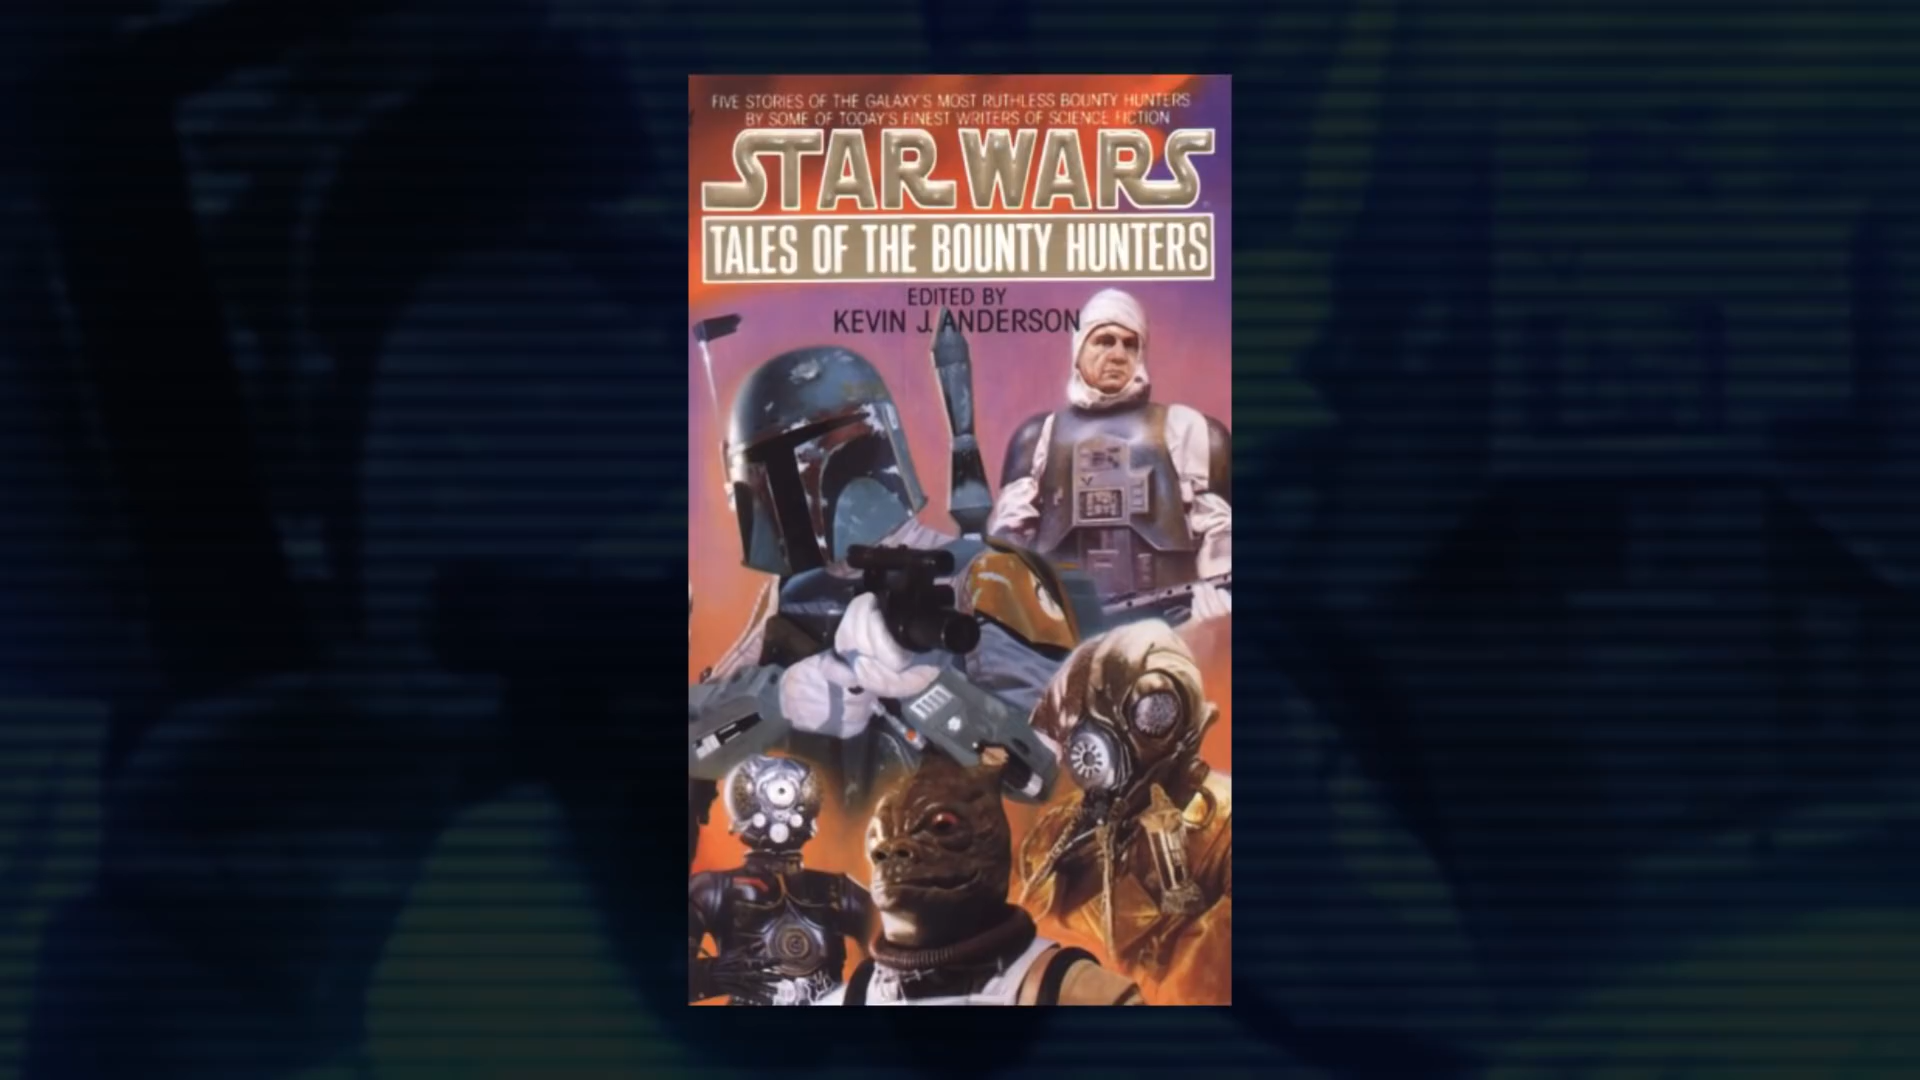 FIVE STORIES OF THE GALAXY'S MOST RUTHLESS BOUNTY HUNTERS
BY SOME OF TODAY'S FINEST WRITERS OF SCIENCE FICTION
STAR WARS
TALES OF THE BOUNTY HUNTERS
EDITED BY
KEVIN J. ANDERSON